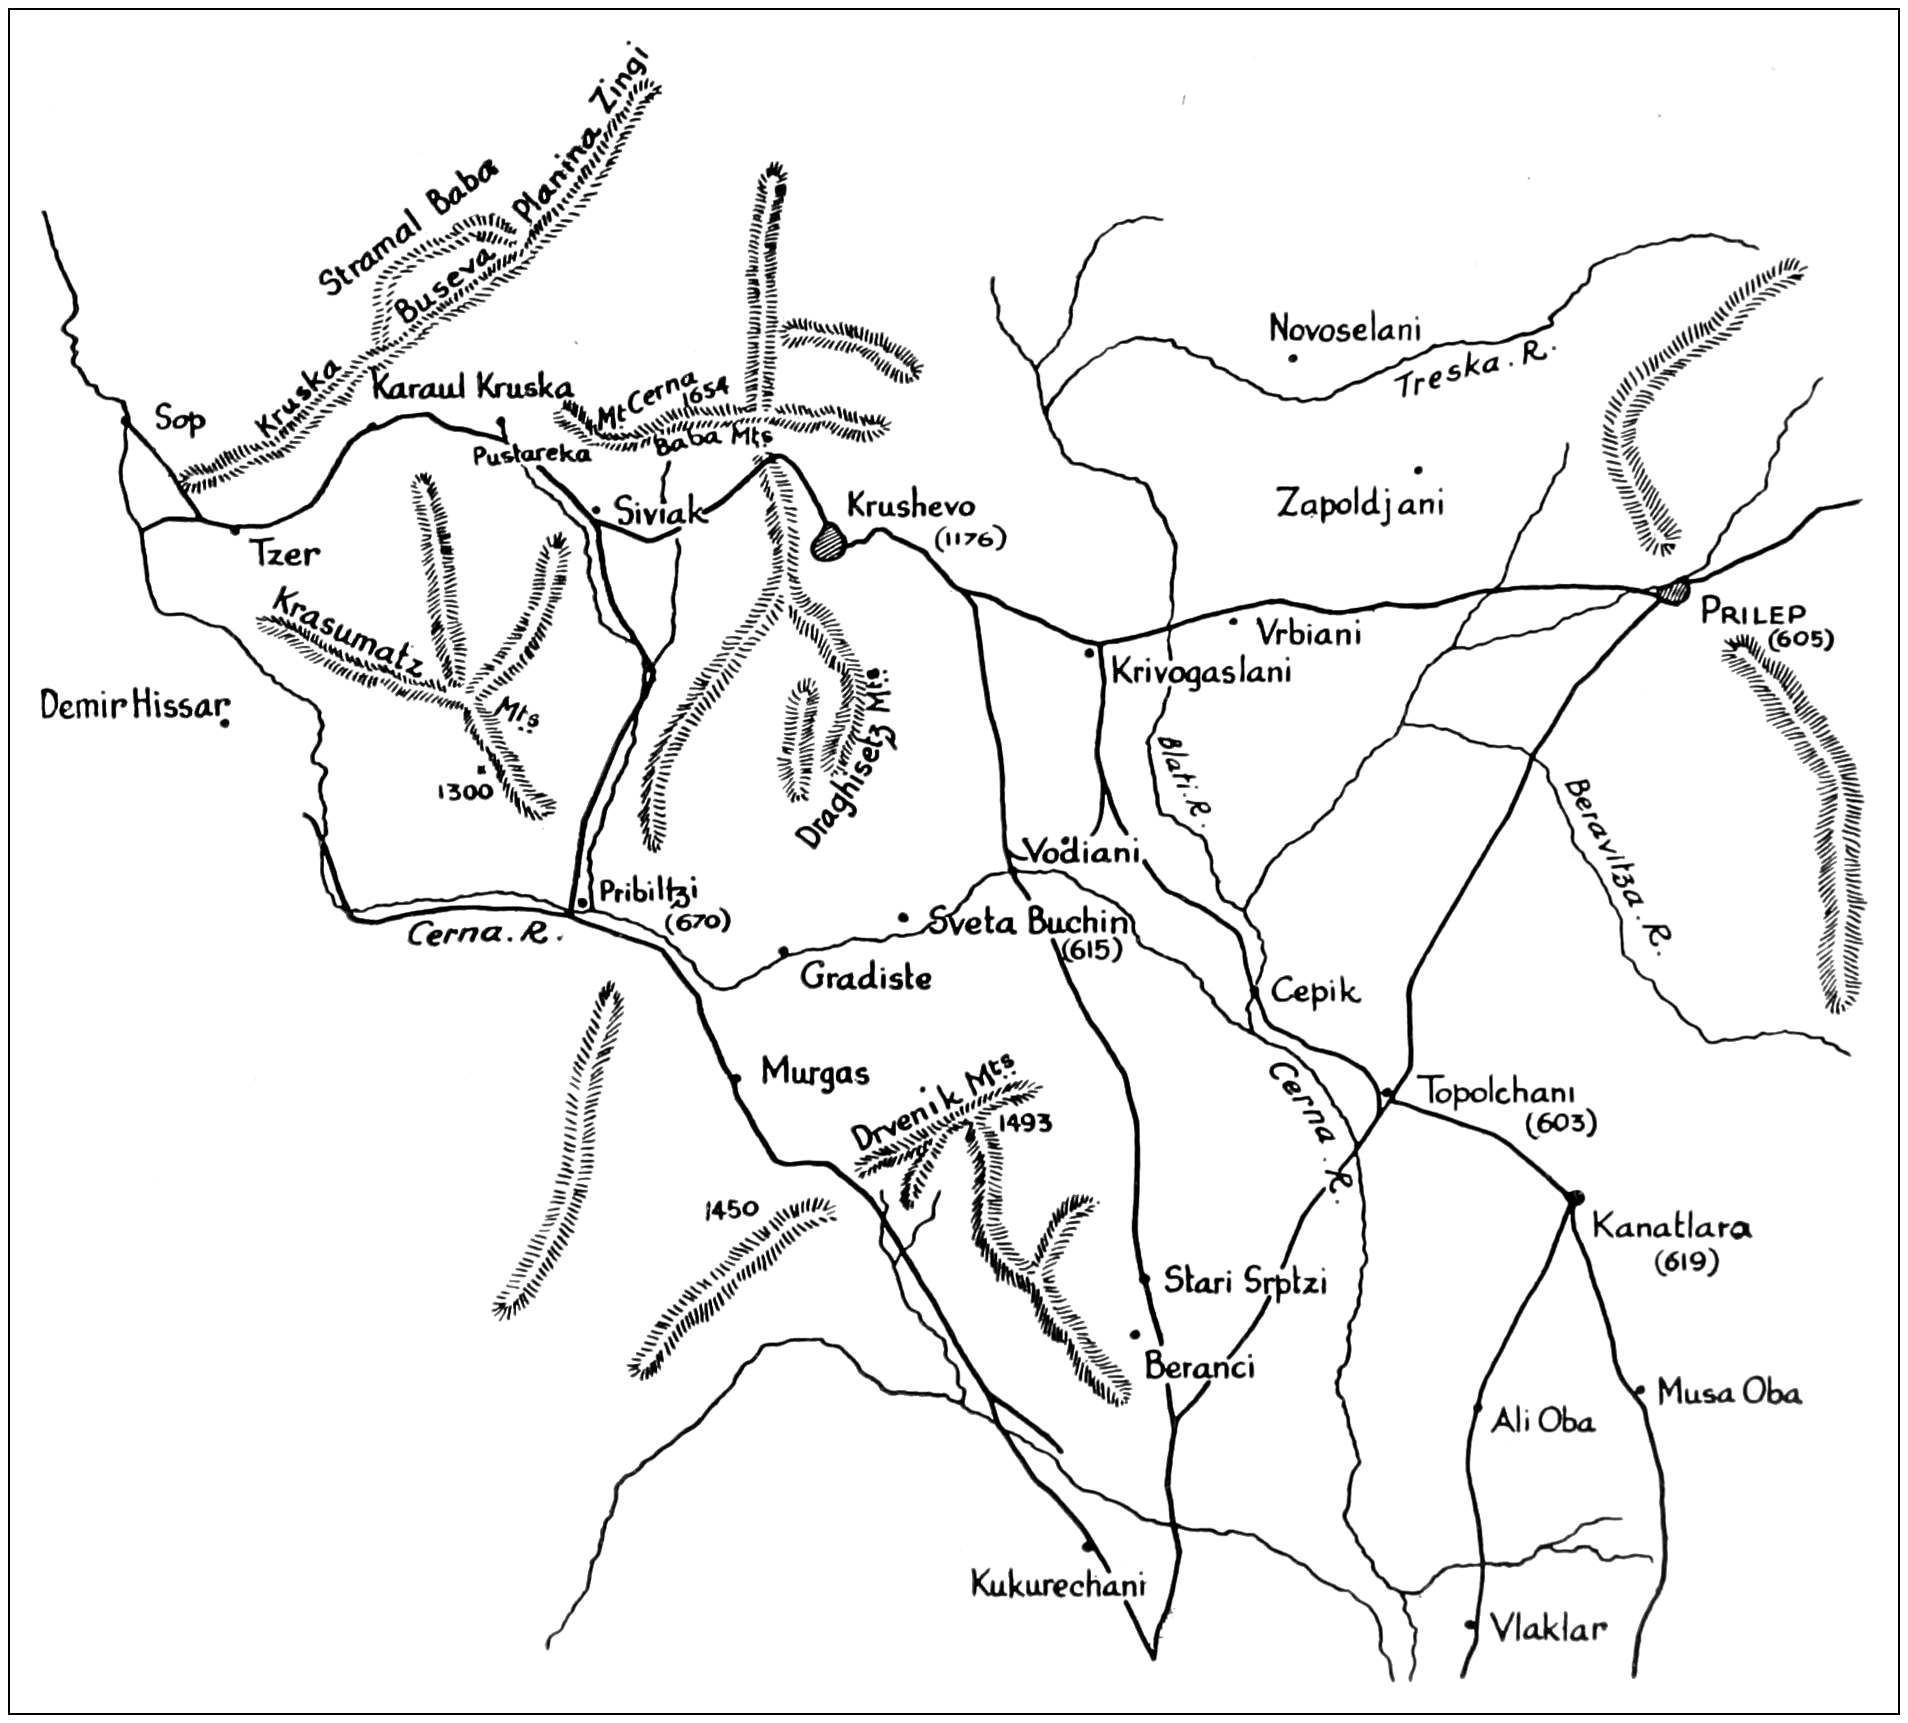 Planina Zingi
Stramal Baba
Buseva
Kruska
Karaul Kruska
Mt Cerna
1654
Baba Mts
Sop
Pustareka
Siviak
Tzer
Krushevo
(1176)
Novoselani
Treska. R.
Zapoldjani
Krasumatz
Mts
1300
Demir Hissar
Vrbiani
Krivogaslani
PRILEP
(605)
Draghisetz Mts
Blati. R.
Beravitza. R.
Vodiani
Pribiltzi
(670)
Cerna. R.
Sveta Buchin
(615)
Gradiste
Cepik
Murgas
Drvenik Mts
1493
Cerna. R.
Topolchani
(603)
1450
Kanatlara
(619)
Stari Srptzi
Beranci
Musa Oba
Ali Oba
Kukurechani
Vlaklar